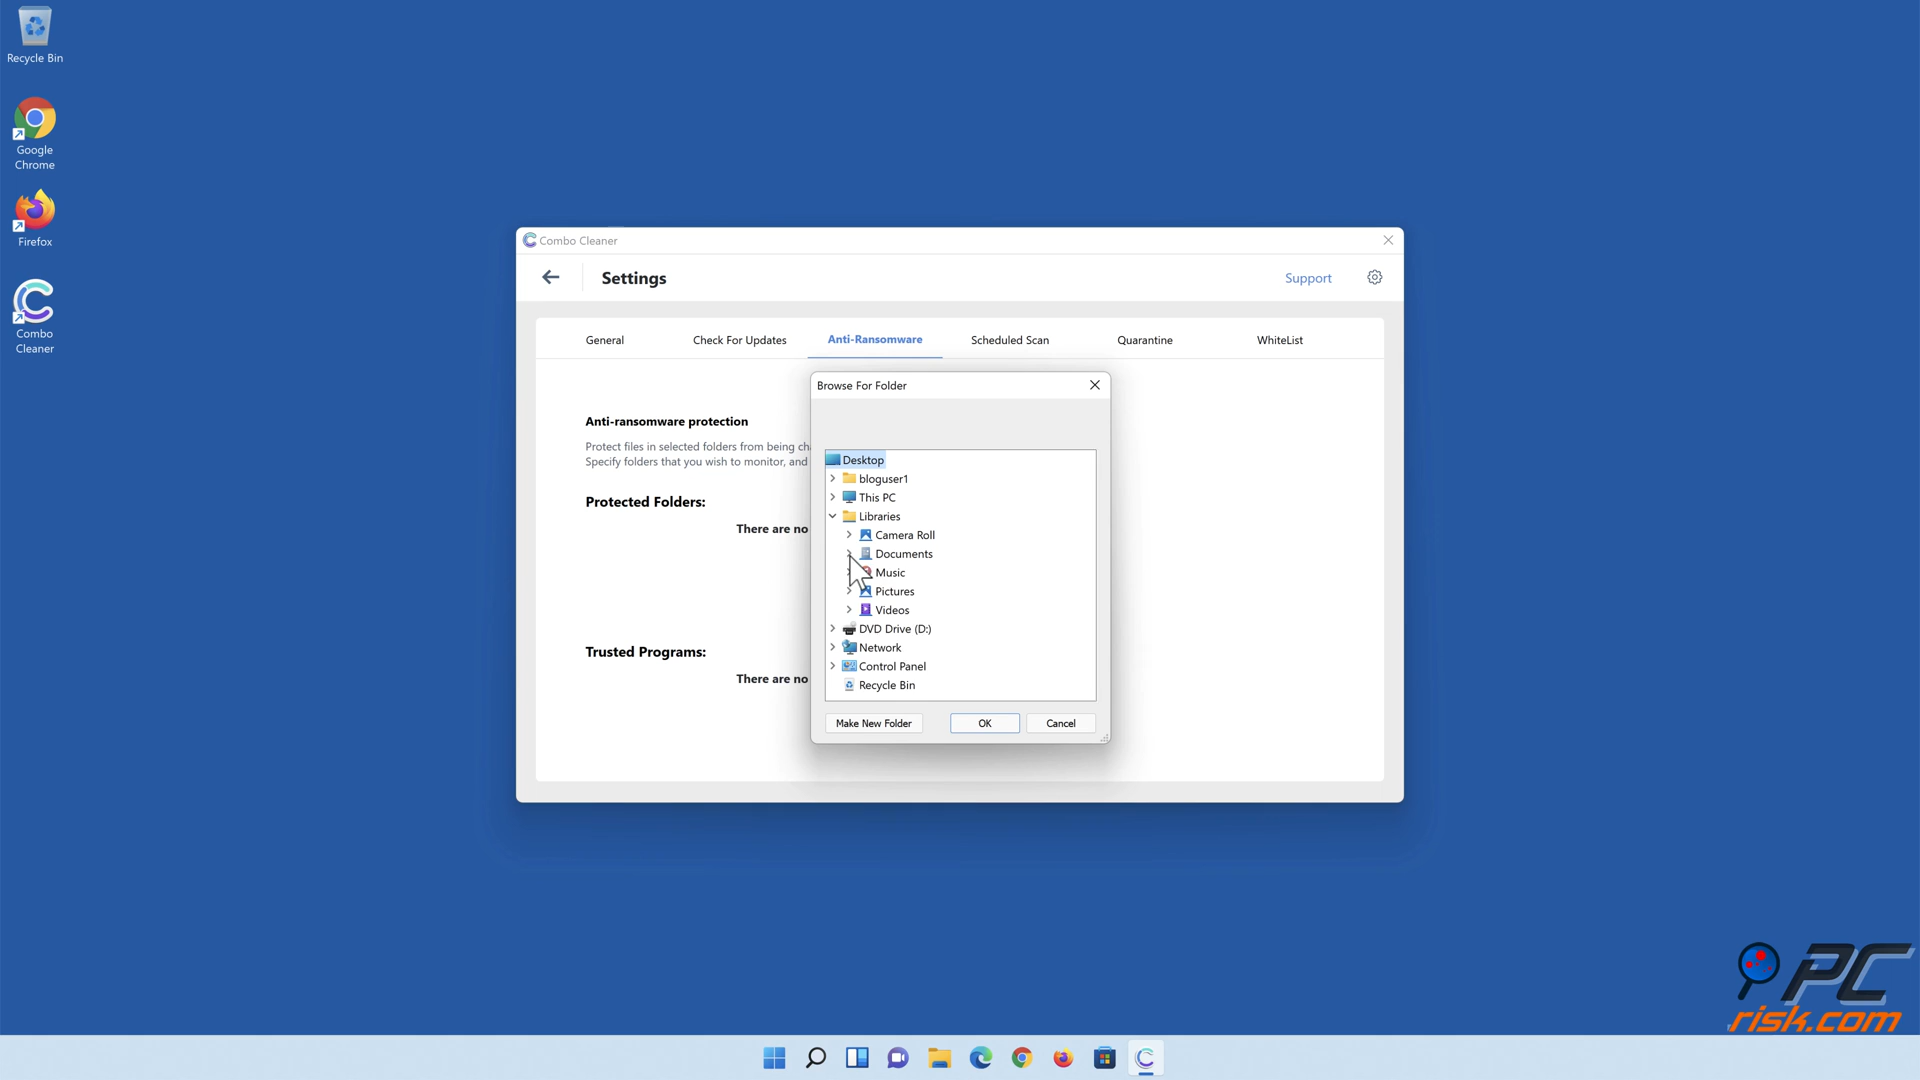 Recycle Bin
Google
Chrome
Firefox
Combo
Cleaner
Combo Cleaner
Settings
Support
General
Check For Updates
Anti-Ransomware
Scheduled Scan
Quarantine
WhiteList
Anti-ransomware protection
Protect files in selected folders from being
Specify folders that you wish to monitor, and
Protected Folders:
There are no
Trusted Programs:
There are no
Browse For Folder
Desktop
bloguser1
This PC
Libraries
Camera Roll
Documents
Music
Pictures
Videos
DVD Drive (D:)
Network
Control Panel
Recycle Bin
Make New Folder
OK
Cancel
PC
risk.com